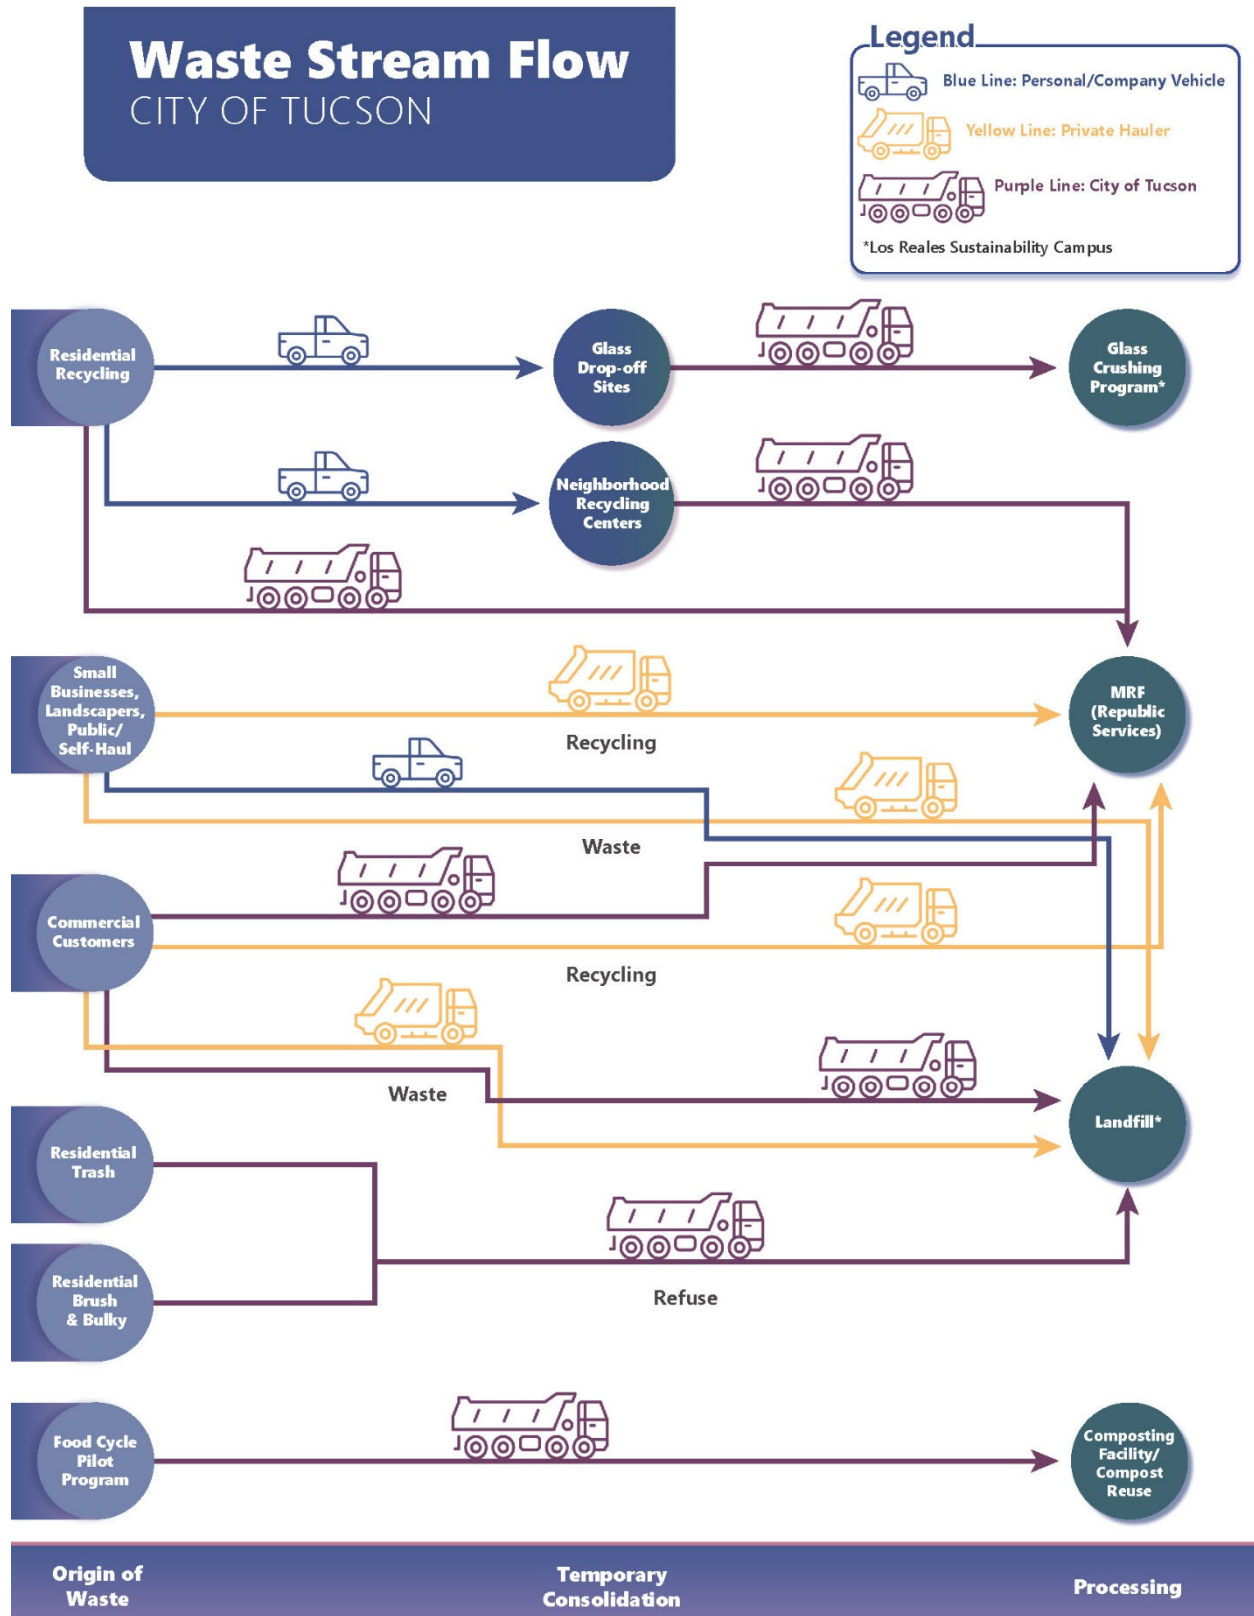 Waste Stream Flow
CITY OF TUCSON
Legend
Blue Line: Personal/Company Vehicle
Yellow Line: Private Hauler
Purple Line: City of Tucson
*Los Reales Sustainability Campus
Residential
Recycling
Glass
Drop-off
Sites
Glass
Crushing
Program*
Neighborhood
Recycling
Centers
Small
Businesses,
Landscapers,
Public/
Self-Haul
Recycling
MRF
(Republic
Services)
Waste
Commercial
Customers
Recycling
Waste
Landfill*
Residential
Trash
Residential
Brush
& Bulky
Refuse
Food Cycle
Pilot
Program
Composting
Facility/
Compost
Reuse
Origin of
Waste
Temporary
Consolidation
Processing